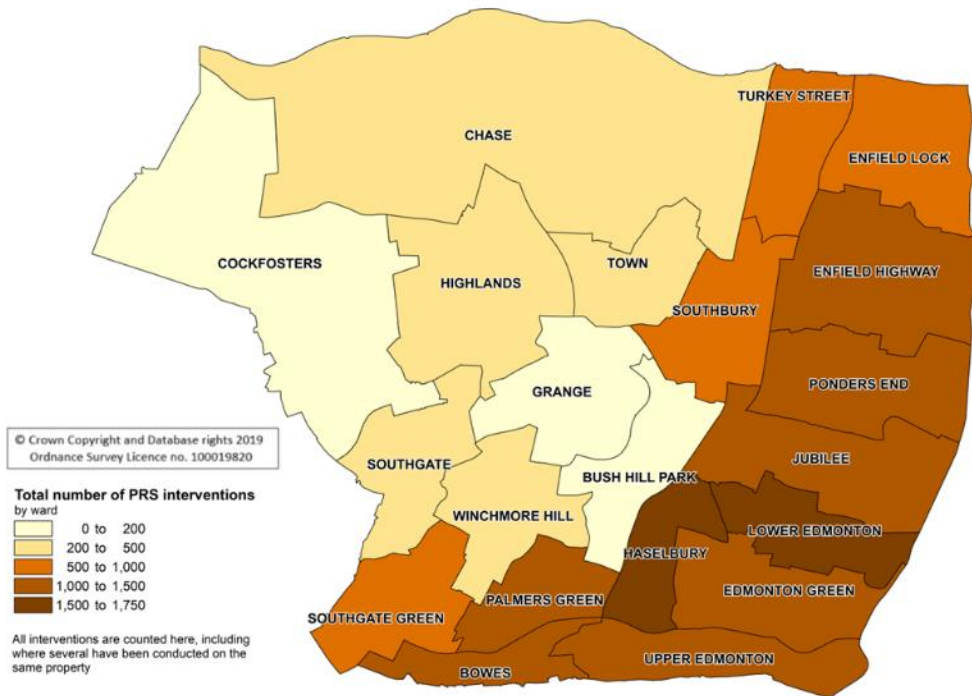 TURKEY STREET
CHASE
ENFIELD LOCK
COCKFOSTERS
TOWN
ENFIELD HIGHWAY
HIGHLANDS
SOUTHBURY
PONDERS END
GRANGE
© Crown Copyright and Database rights 2019
Ordnance Survey Licence no. 100019820
SOUTHGATE
JUBILEE
BUSH HILL PARK
Total number of PRS interventions
by ward
0 to 200
200 to 500
500 to 1,000
1,000 to 1,500
1,500 to 1,750
WINCHMORE HILL
LOWER EDMONTON
HASELBURY
EDMONTON GREEN
PALMERS GREEN
SOUTHGATE GREEN
All interventions are counted here, including
where several have been conducted on the
same property
UPPER EDMONTON
BOWES